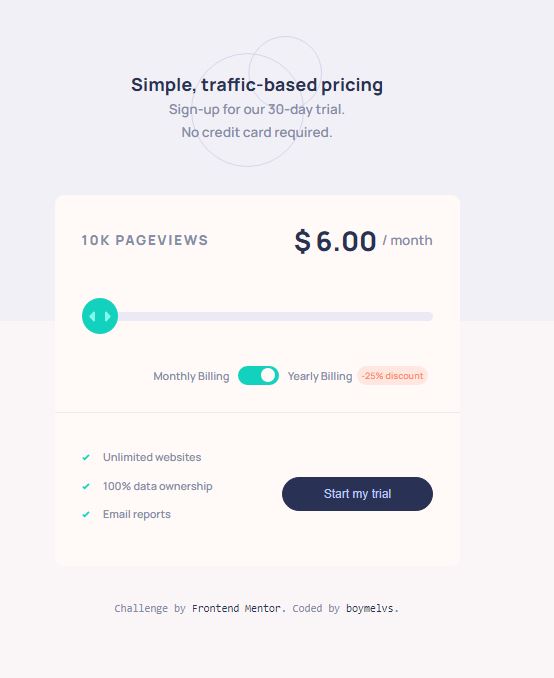 Simple, traffic-based pricing
Sign-up for our 30-day trial.
No credit card required.
10K PAGEVIEWS
$ 6.00 / month
Monthly Billing
Yearly Billing
-25% discount
Unlimited websites
100% data ownership
Email reports
Start my trial
Challenge by Frontend Mentor. Coded by boymelvs.